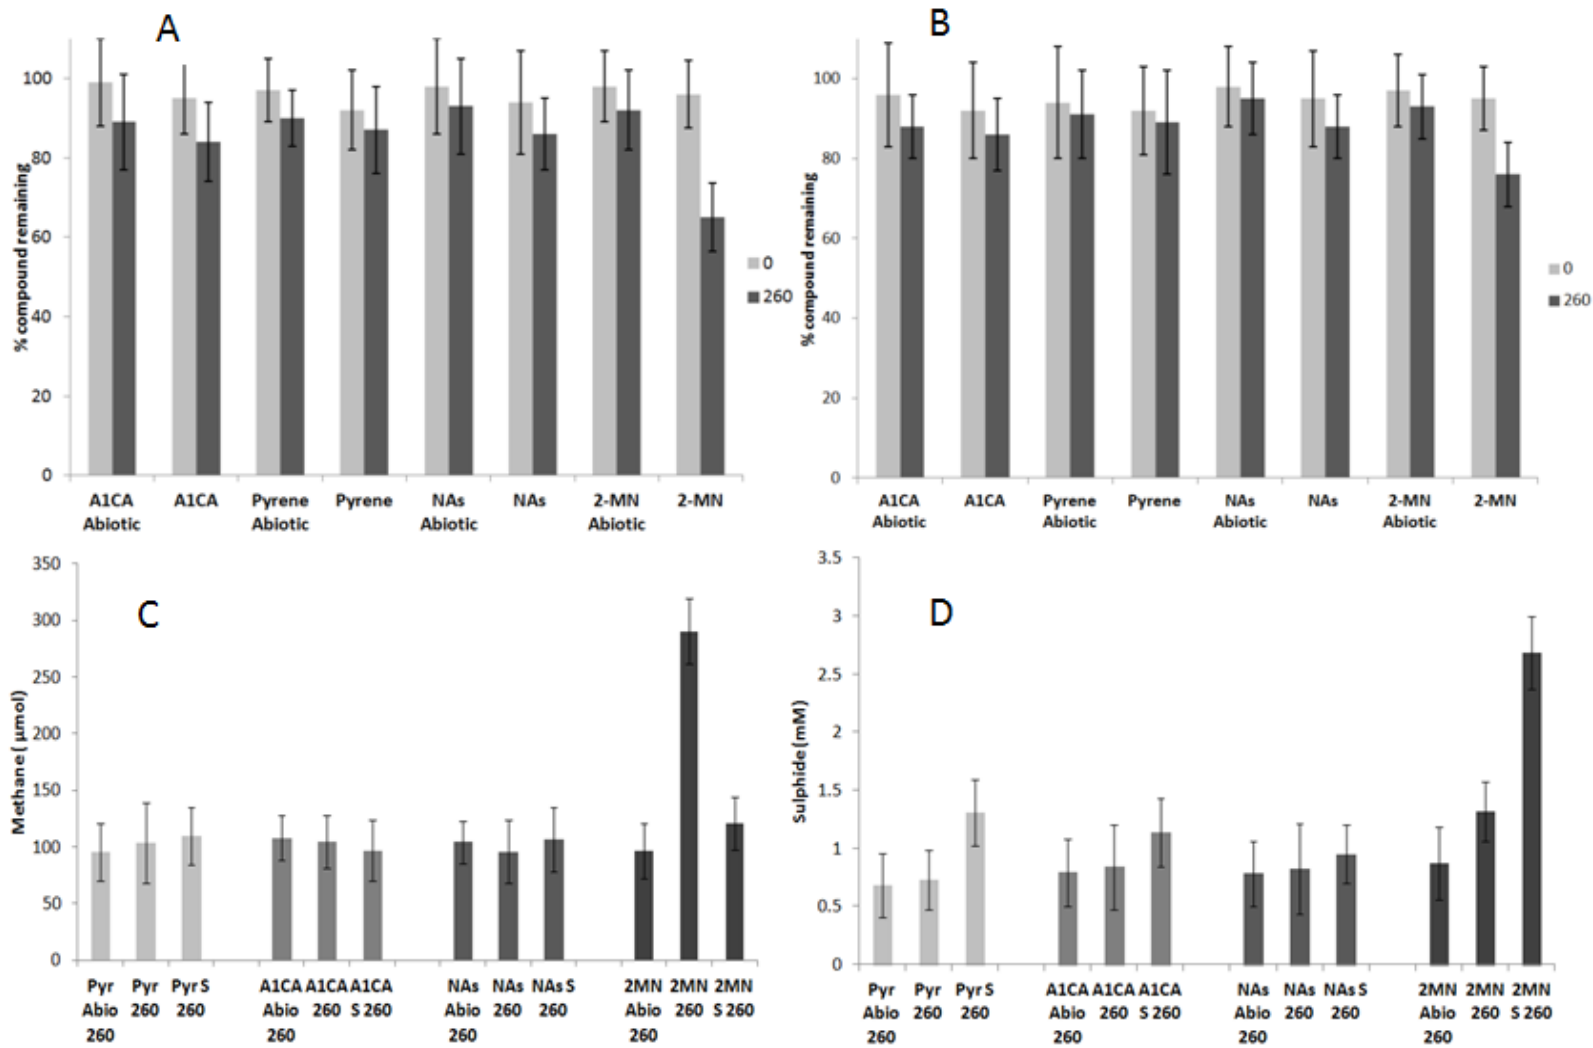 A
% compound remaining
100
80
60
40
20
0
0
260
A1CA Abiotic
A1CA
Pyrene Abiotic
Pyrene
NAs Abiotic
NAs
2-MN Abiotic
2-MN
B
% compound remaining
100
80
60
40
20
0
0
260
A1CA Abiotic
A1CA
Pyrene Abiotic
Pyrene
NAs Abiotic
NAs
2-MN Abiotic
2-MN
C
Methane ( µmol)
350
300
250
200
150
100
50
0
Pyr Abio 260
Pyr 260
Pyr S 260
A1CA Abio 260
A1CA 260
A1CA S 260
NAs Abio 260
NAs 260
NAs S 260
2MN Abio 260
2MN 260
2MN S 260
D
Sulphide (mM)
3.5
3
2.5
2
1.5
1
0.5
0
Pyr Abio 260
Pyr 260
Pyr S 260
A1CA Abio 260
A1CA 260
A1CA S 260
NAs Abio 260
NAs 260
NAs S 260
2MN Abio 260
2MN 260
2MN S 260